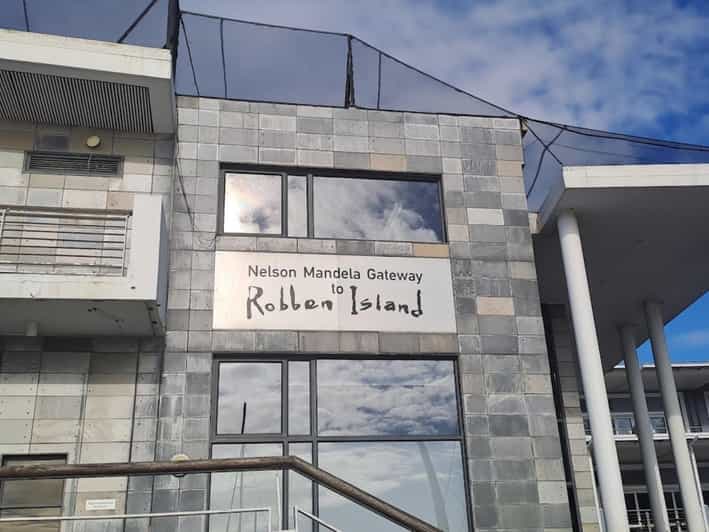 Nelson Mandela Gateway
to
Robben Island